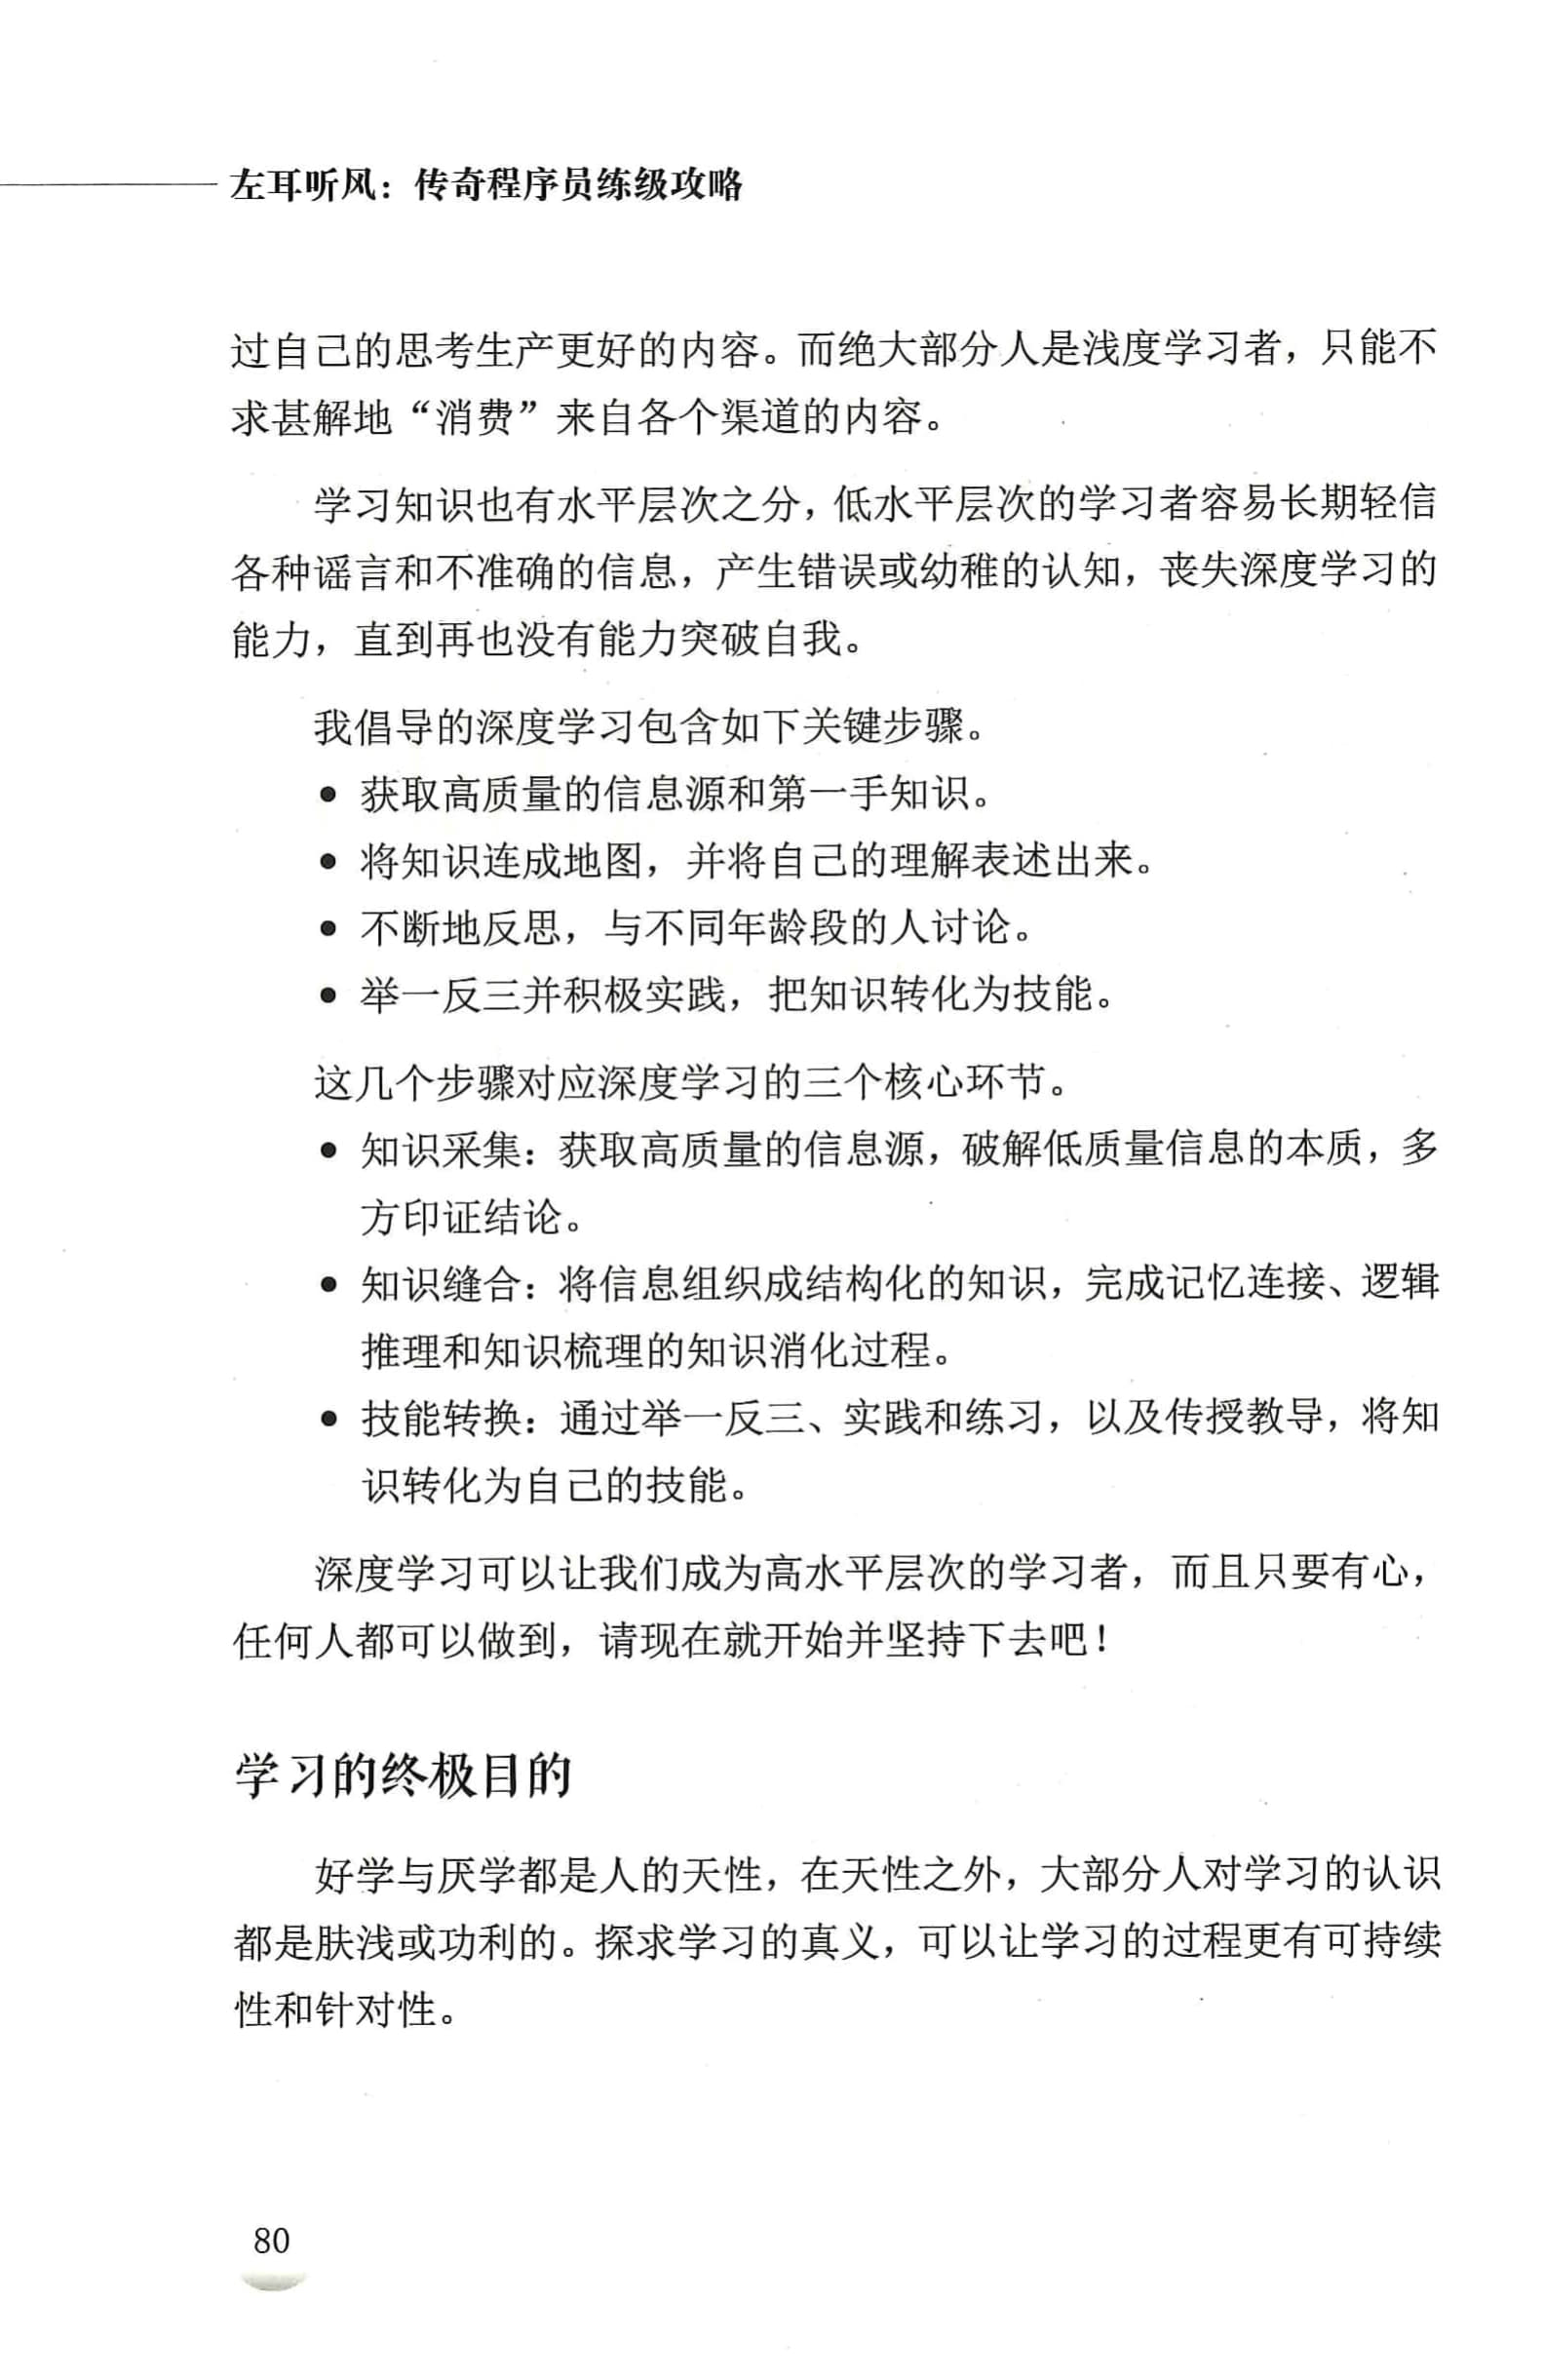 左耳听风：传奇程序员练级攻略
过自己的思考生产更好的内容。而绝大部分人是浅度学习者，只能不
求甚解地“消费”来自各个渠道的内容。
学习知识也有水平层次之分，低水平层次的学习者容易长期轻信
各种谣言和不准确的信息，产生错误或幼稚的认知，丧失深度学习的
能力，直到再也没有能力突破自我。
我倡导的深度学习包含如下关键步骤。
● 获取高质量的信息源和第一手知识。
● 将知识连成地图，并将自己的理解表述出来。
● 不断地反思，与不同年龄段的人讨论。
● 举一反三并积极实践，把知识转化为技能。
这几个步骤对应深度学习的三个核心环节。
● 知识采集：获取高质量的信息源，破解低质量信息的本质，多
方印证结论。
● 知识缝合：将信息组织成结构化的知识，完成记忆连接、逻辑
推理和知识梳理的知识消化过程。
● 技能转换：通过举一反三、实践和练习，以及传授教导，将知
识转化为自己的技能。
深度学习可以让我们成为高水平层次的学习者，而且只要有心，
任何人都可以做到，请现在就开始并坚持下去吧！
学习的终极目的
好学与厌学都是人的天性，在天性之外，大部分人对学习的认识
都是肤浅或功利的。探求学习的真义，可以让学习的过程更有可持续
性和针对性。
80